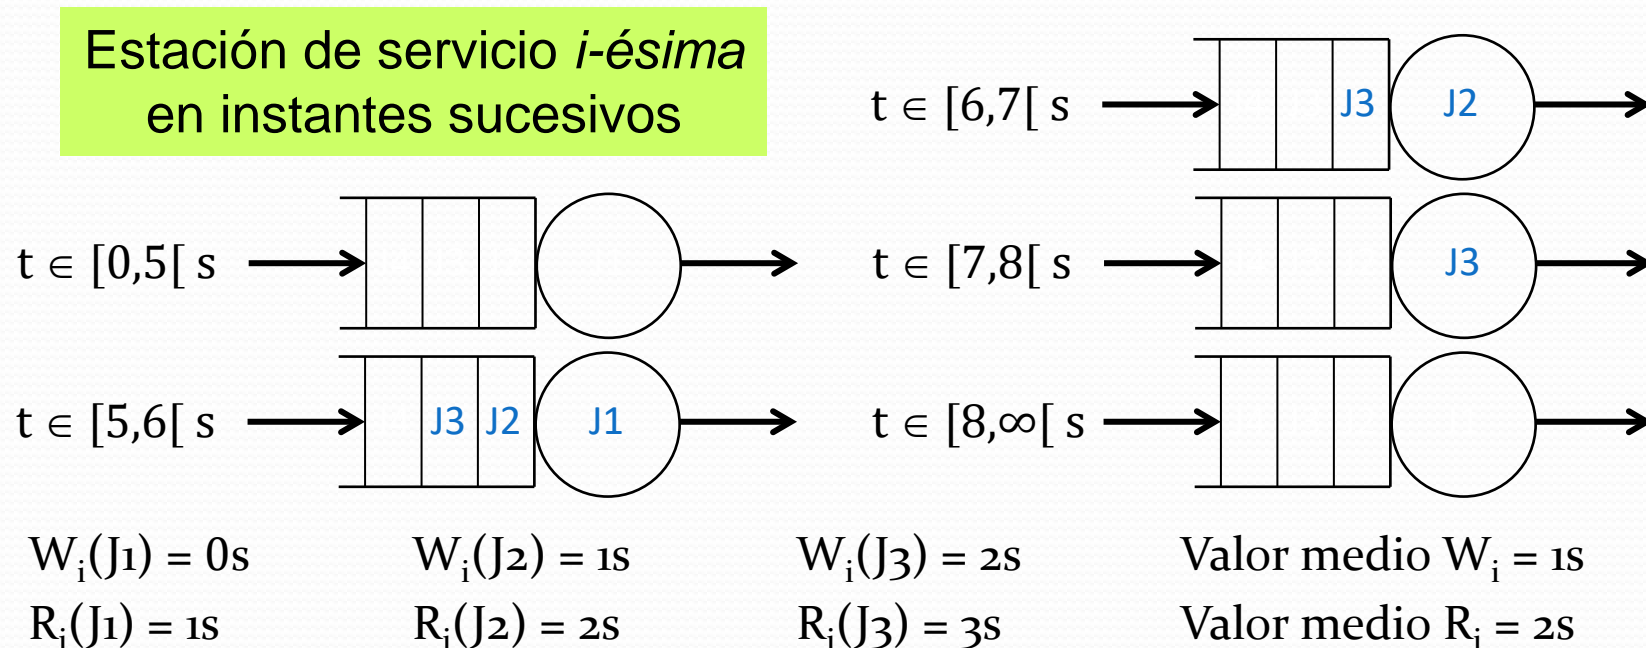 Estación de servicio i-ésima
en instantes sucesivos
t ∈ [0,5[ s
t ∈ [5,6[ s J3 J2 J1
t ∈ [6,7[ s J3 J2
t ∈ [7,8[ s J3
t ∈ [8,∞[ s
Wi(J1) = 0s Wi(J2) = 1s Wi(J3) = 2s Valor medio Wi = 1s
Ri(J1) = 1s Ri(J2) = 2s Ri(J3) = 3s Valor medio Ri = 2s